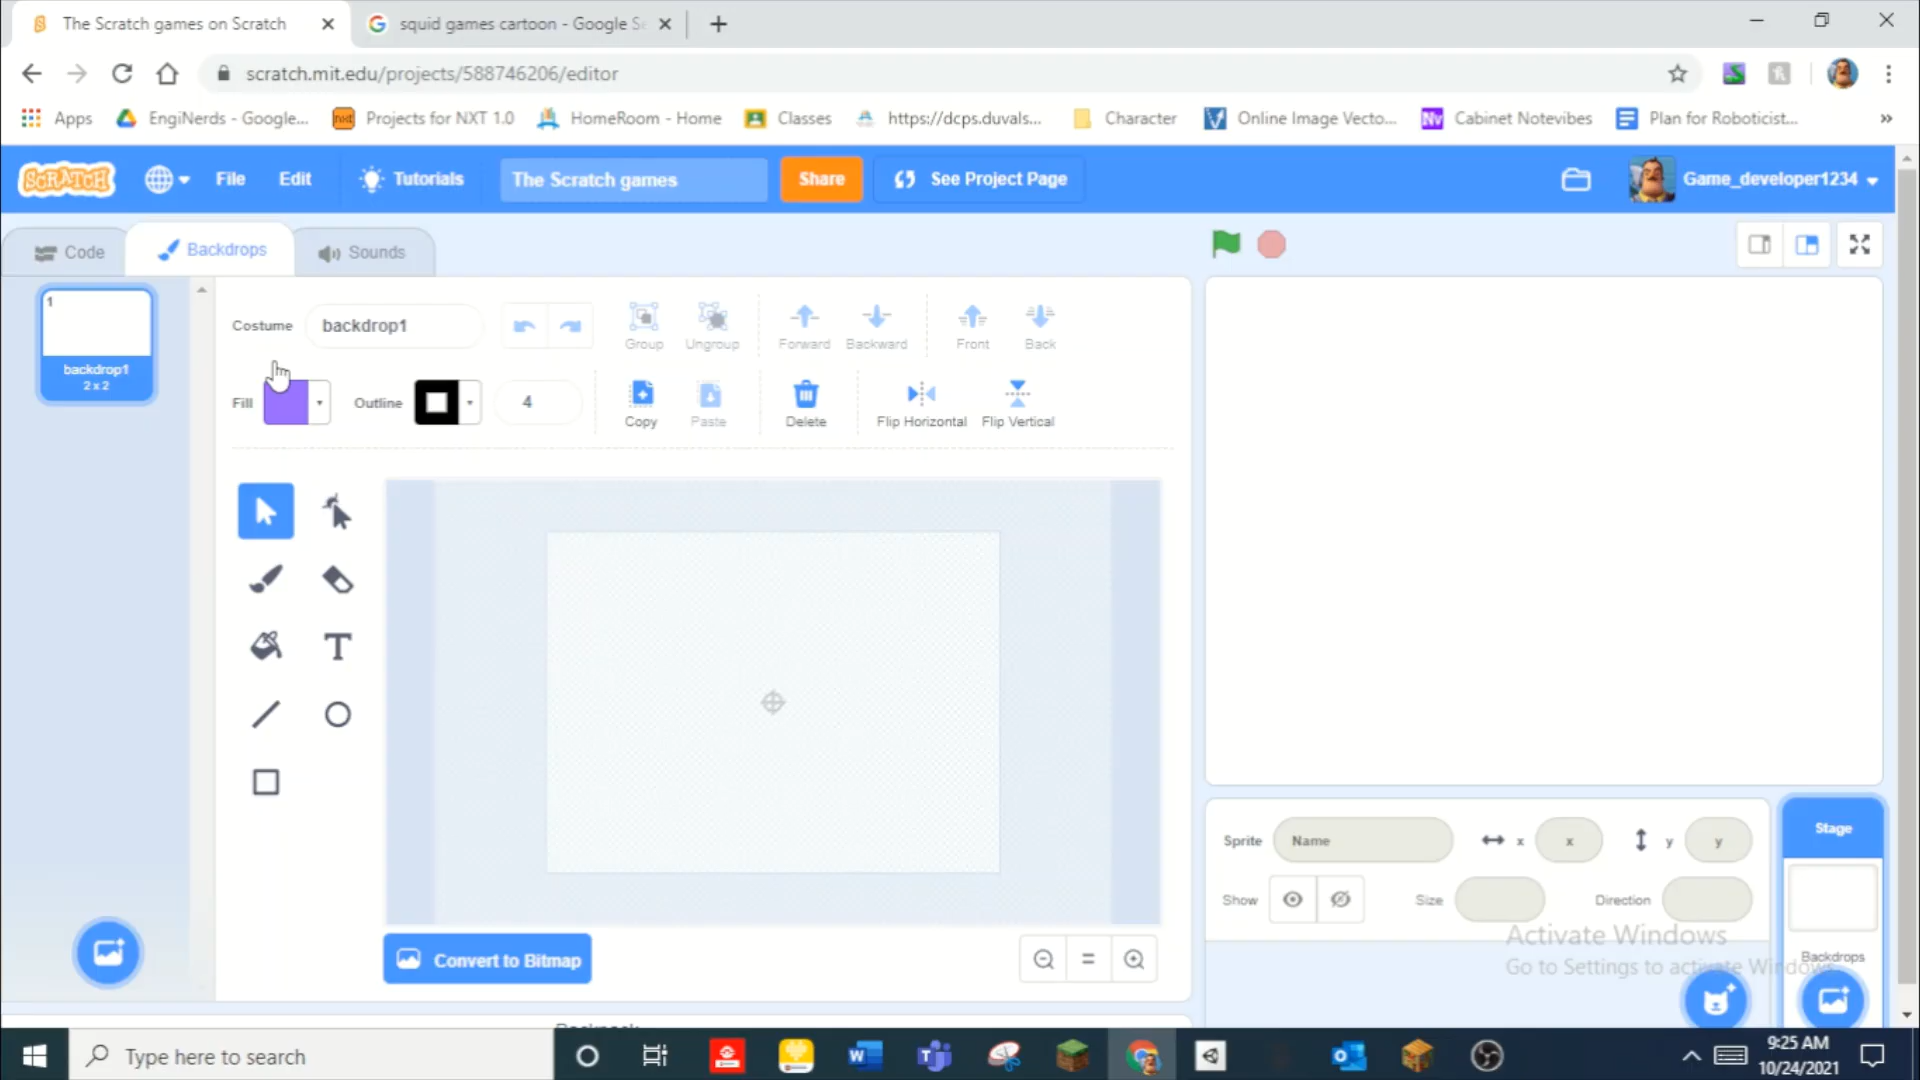 The Scratch games on Scratch
squid games cartoon - Google Se
scratch.mit.edu/projects/588746206/editor
Apps
EngiNerds - Google...
Projects for NXT 1.0
HomeRoom - Home
Classes
https://dcps.duvals...
Character
Online Image Vecto...
Cabinet Notevibes
Plan for Roboticist...
SCRATCH
File
Edit
Tutorials
The Scratch games
Share
See Project Page
Game_developer1234
Code
Backdrops
Sounds
1
backdrop1
2 x 2
Costume
backdrop1
Group
Ungroup
Forward
Backward
Front
Back
Fill
Outline
4
Copy
Paste
Delete
Flip Horizontal
Flip Vertical
Convert to Bitmap
Sprite
Name
x
x
y
y
Show
Size
Direction
Stage
Backdrops
Activate Windows
Go to Settings to activate Windows.
Type here to search
9:25 AM
10/24/2021